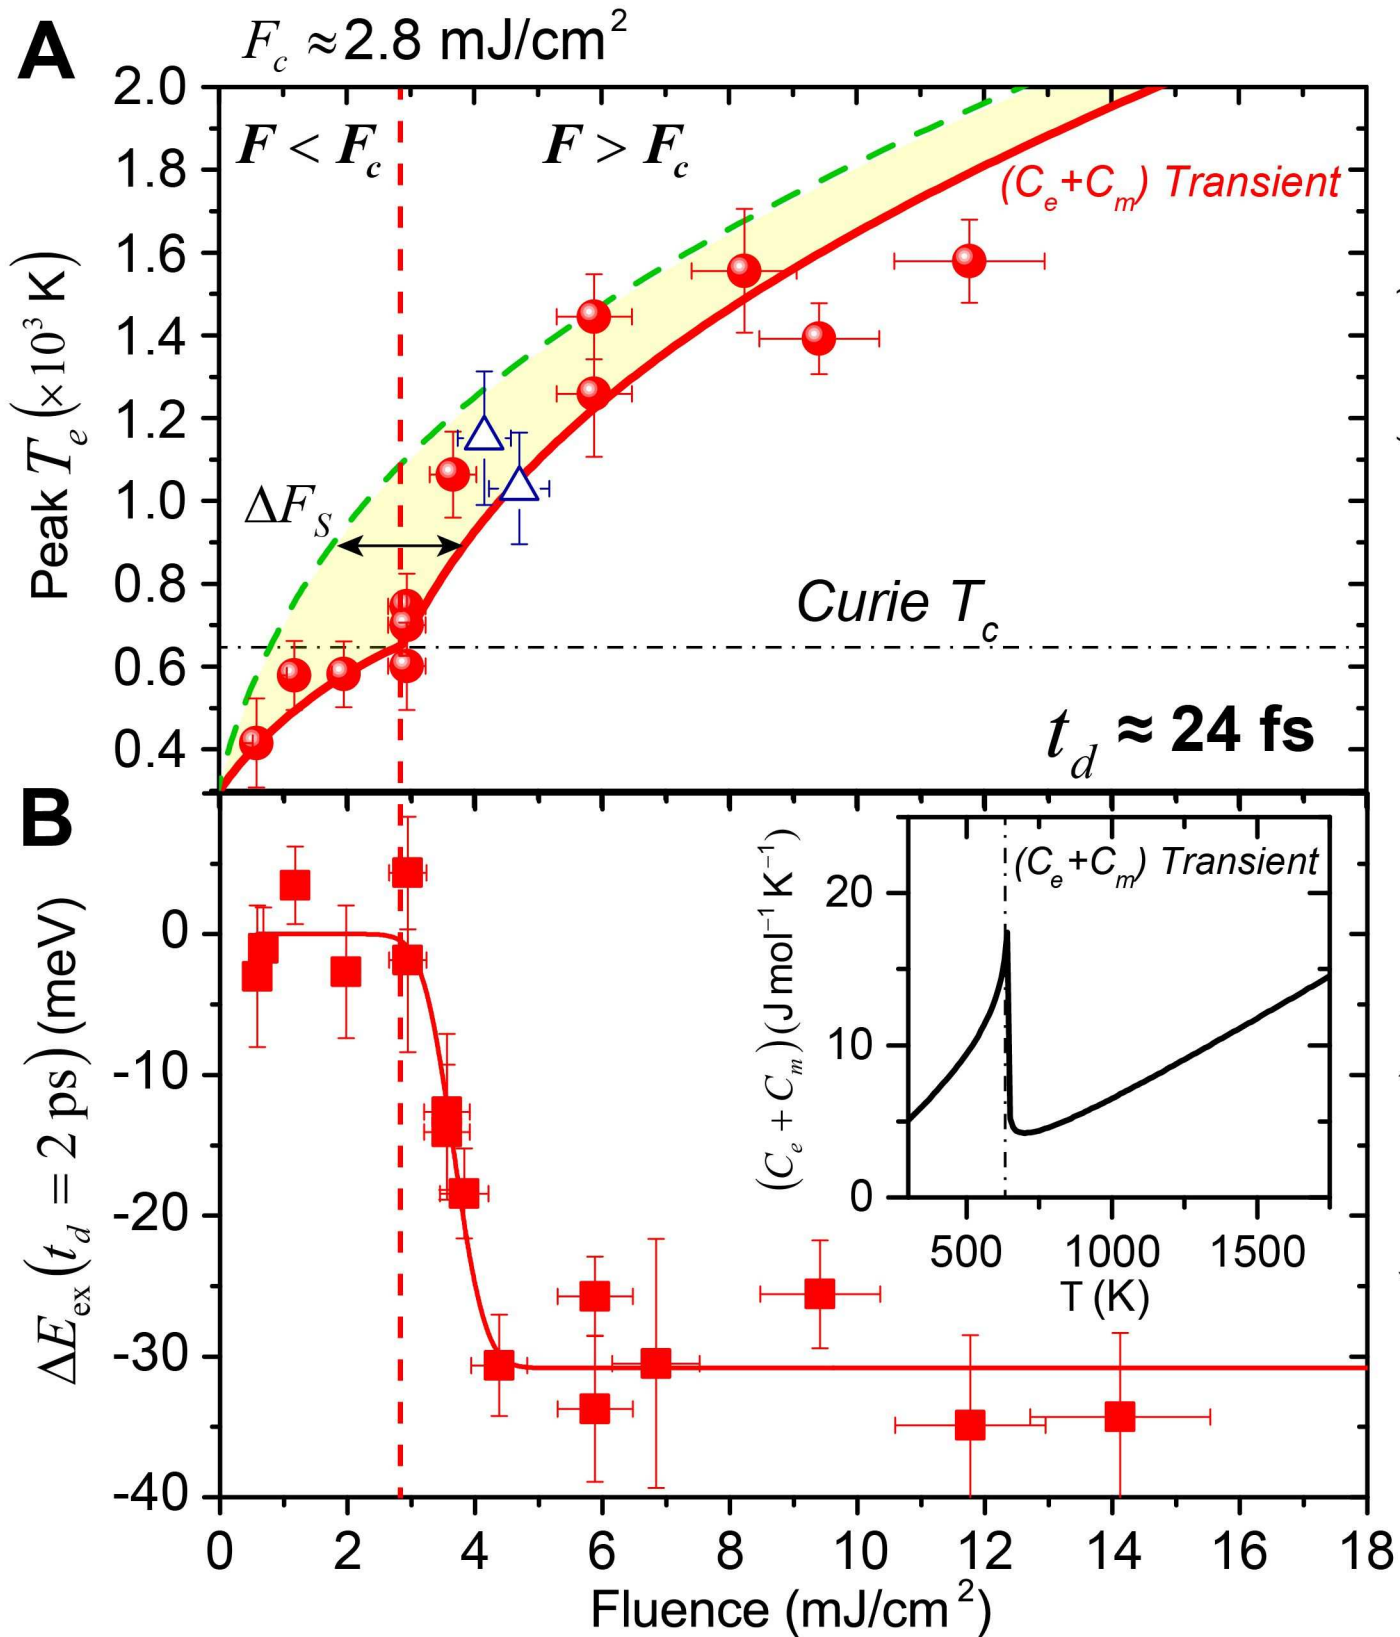 A
F_c ≈ 2.8 mJ/cm²
F < F_c
F > F_c
(C_e+C_m) Transient
2.0
1.8
1.6
1.4
1.2
1.0
0.8
0.6
0.4
Peak T_e (×10³ K)
ΔF_S
Curie T_c
t_d ≈ 24 fs
B
0
-10
-20
-30
-40
ΔE_ex (t_d = 2 ps) (meV)
(C_e+C_m) Transient
20
10
0
(C_e + C_m) (J mol⁻¹ K⁻¹)
500 1000 1500
T (K)
0 2 4 6 8 10 12 14 16 18
Fluence (mJ/cm²)